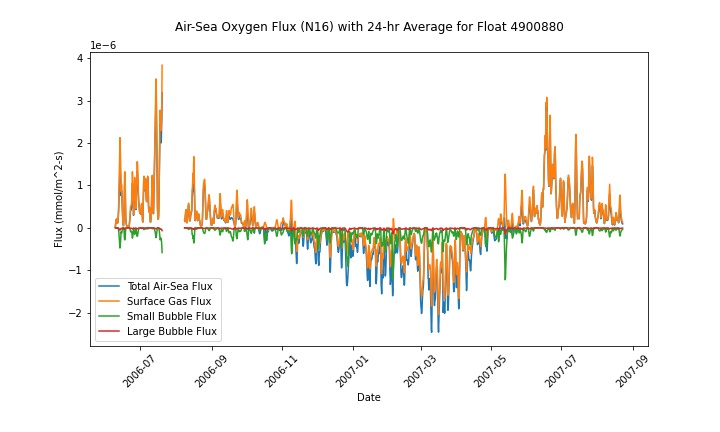 Air-Sea Oxygen Flux (N16) with 24-hr Average for Float 4900880
1e−6
4
3
2
1
0
−1
−2
Flux (mmol/m^2-s)
Total Air-Sea Flux
Surface Gas Flux
Small Bubble Flux
Large Bubble Flux
2006-07
2006-09
2006-11
2007-01
2007-03
2007-05
2007-07
2007-09
Date